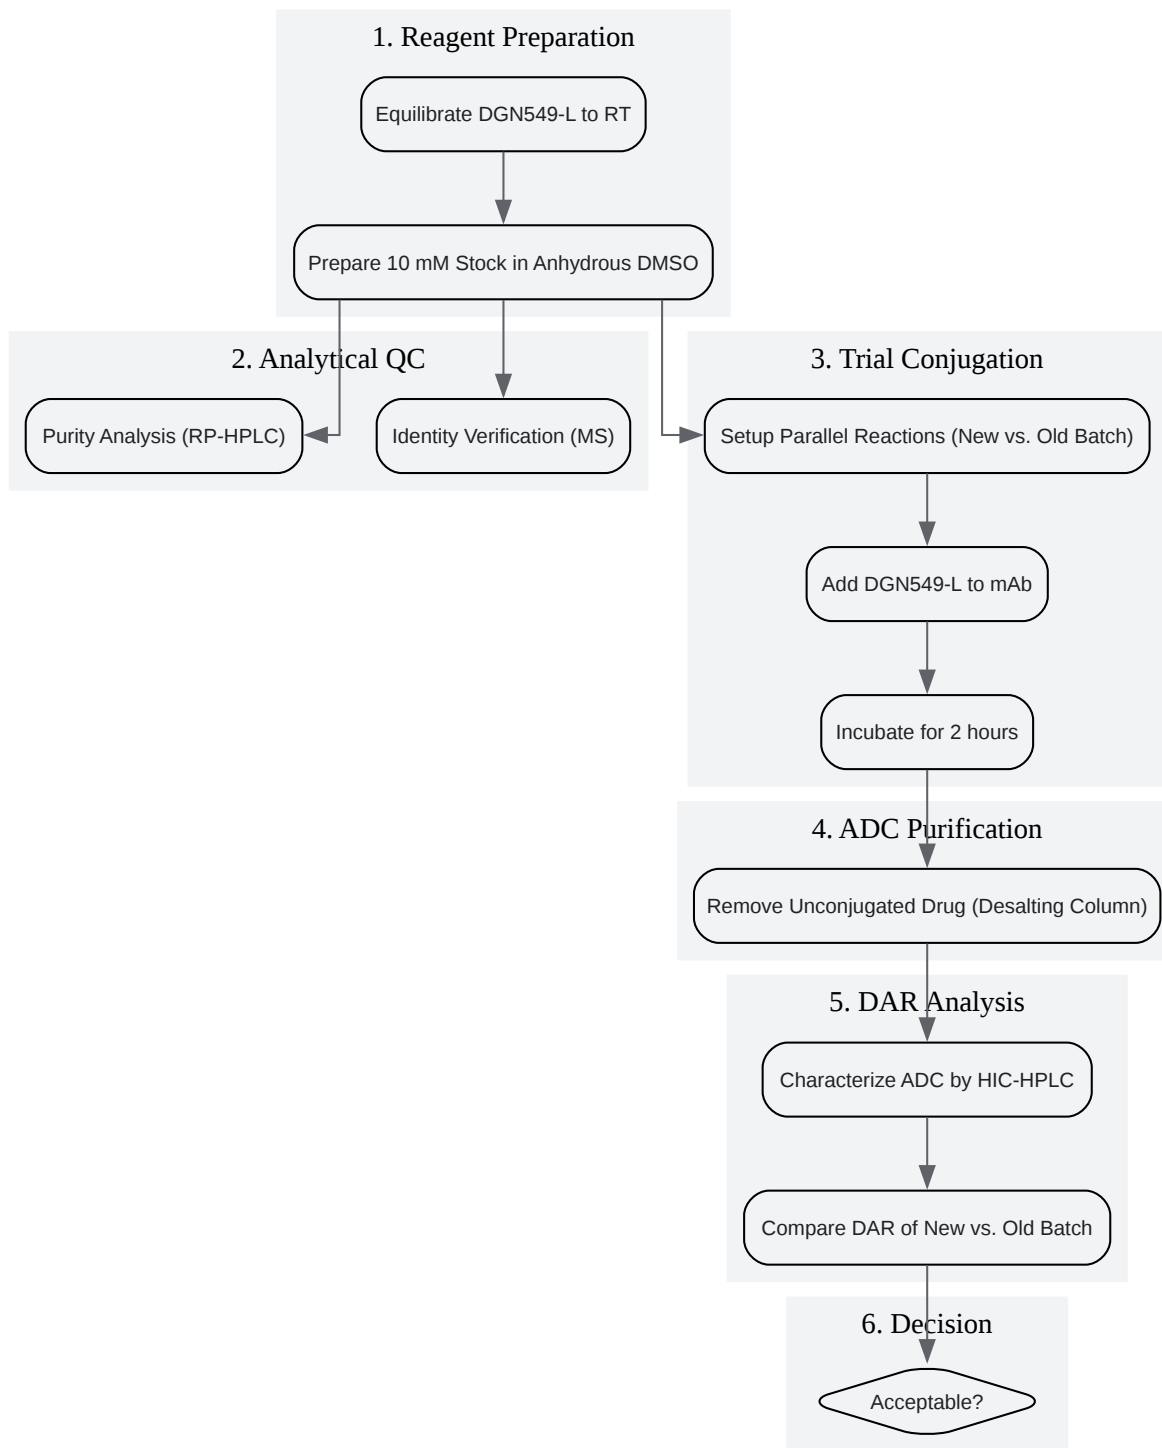 1. Reagent Preparation
Equilibrate DGN549-L to RT
Prepare 10 mM Stock in Anhydrous DMSO
2. Analytical QC
Purity Analysis (RP-HPLC)
Identity Verification (MS)
3. Trial Conjugation
Setup Parallel Reactions (New vs. Old Batch)
Add DGN549-L to mAb
Incubate for 2 hours
4. ADC Purification
Remove Unconjugated Drug (Desalting Column)
5. DAR Analysis
Characterize ADC by HIC-HPLC
Compare DAR of New vs. Old Batch
6. Decision
Acceptable?